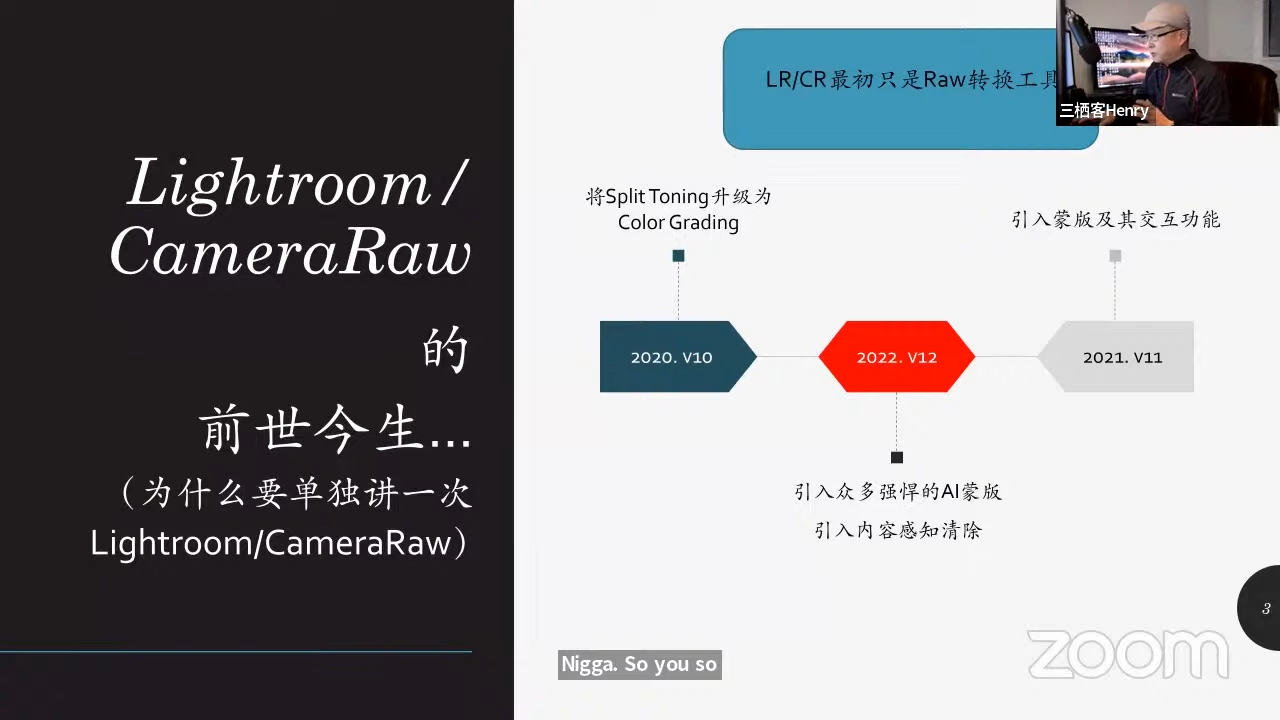 Lightroom/
CameraRaw
的
前世今生...
（为什么要单独讲一次
Lightroom/CameraRaw）
LR/CR最初只是Raw转换工具
三栖客Henry
将Split Toning升级为
Color Grading
引入蒙版及其交互功能
2020. V10
2022. V12
2021. V11
引入众多强悍的AI蒙版
引入内容感知清除
3
zoom
Nigga. So you so